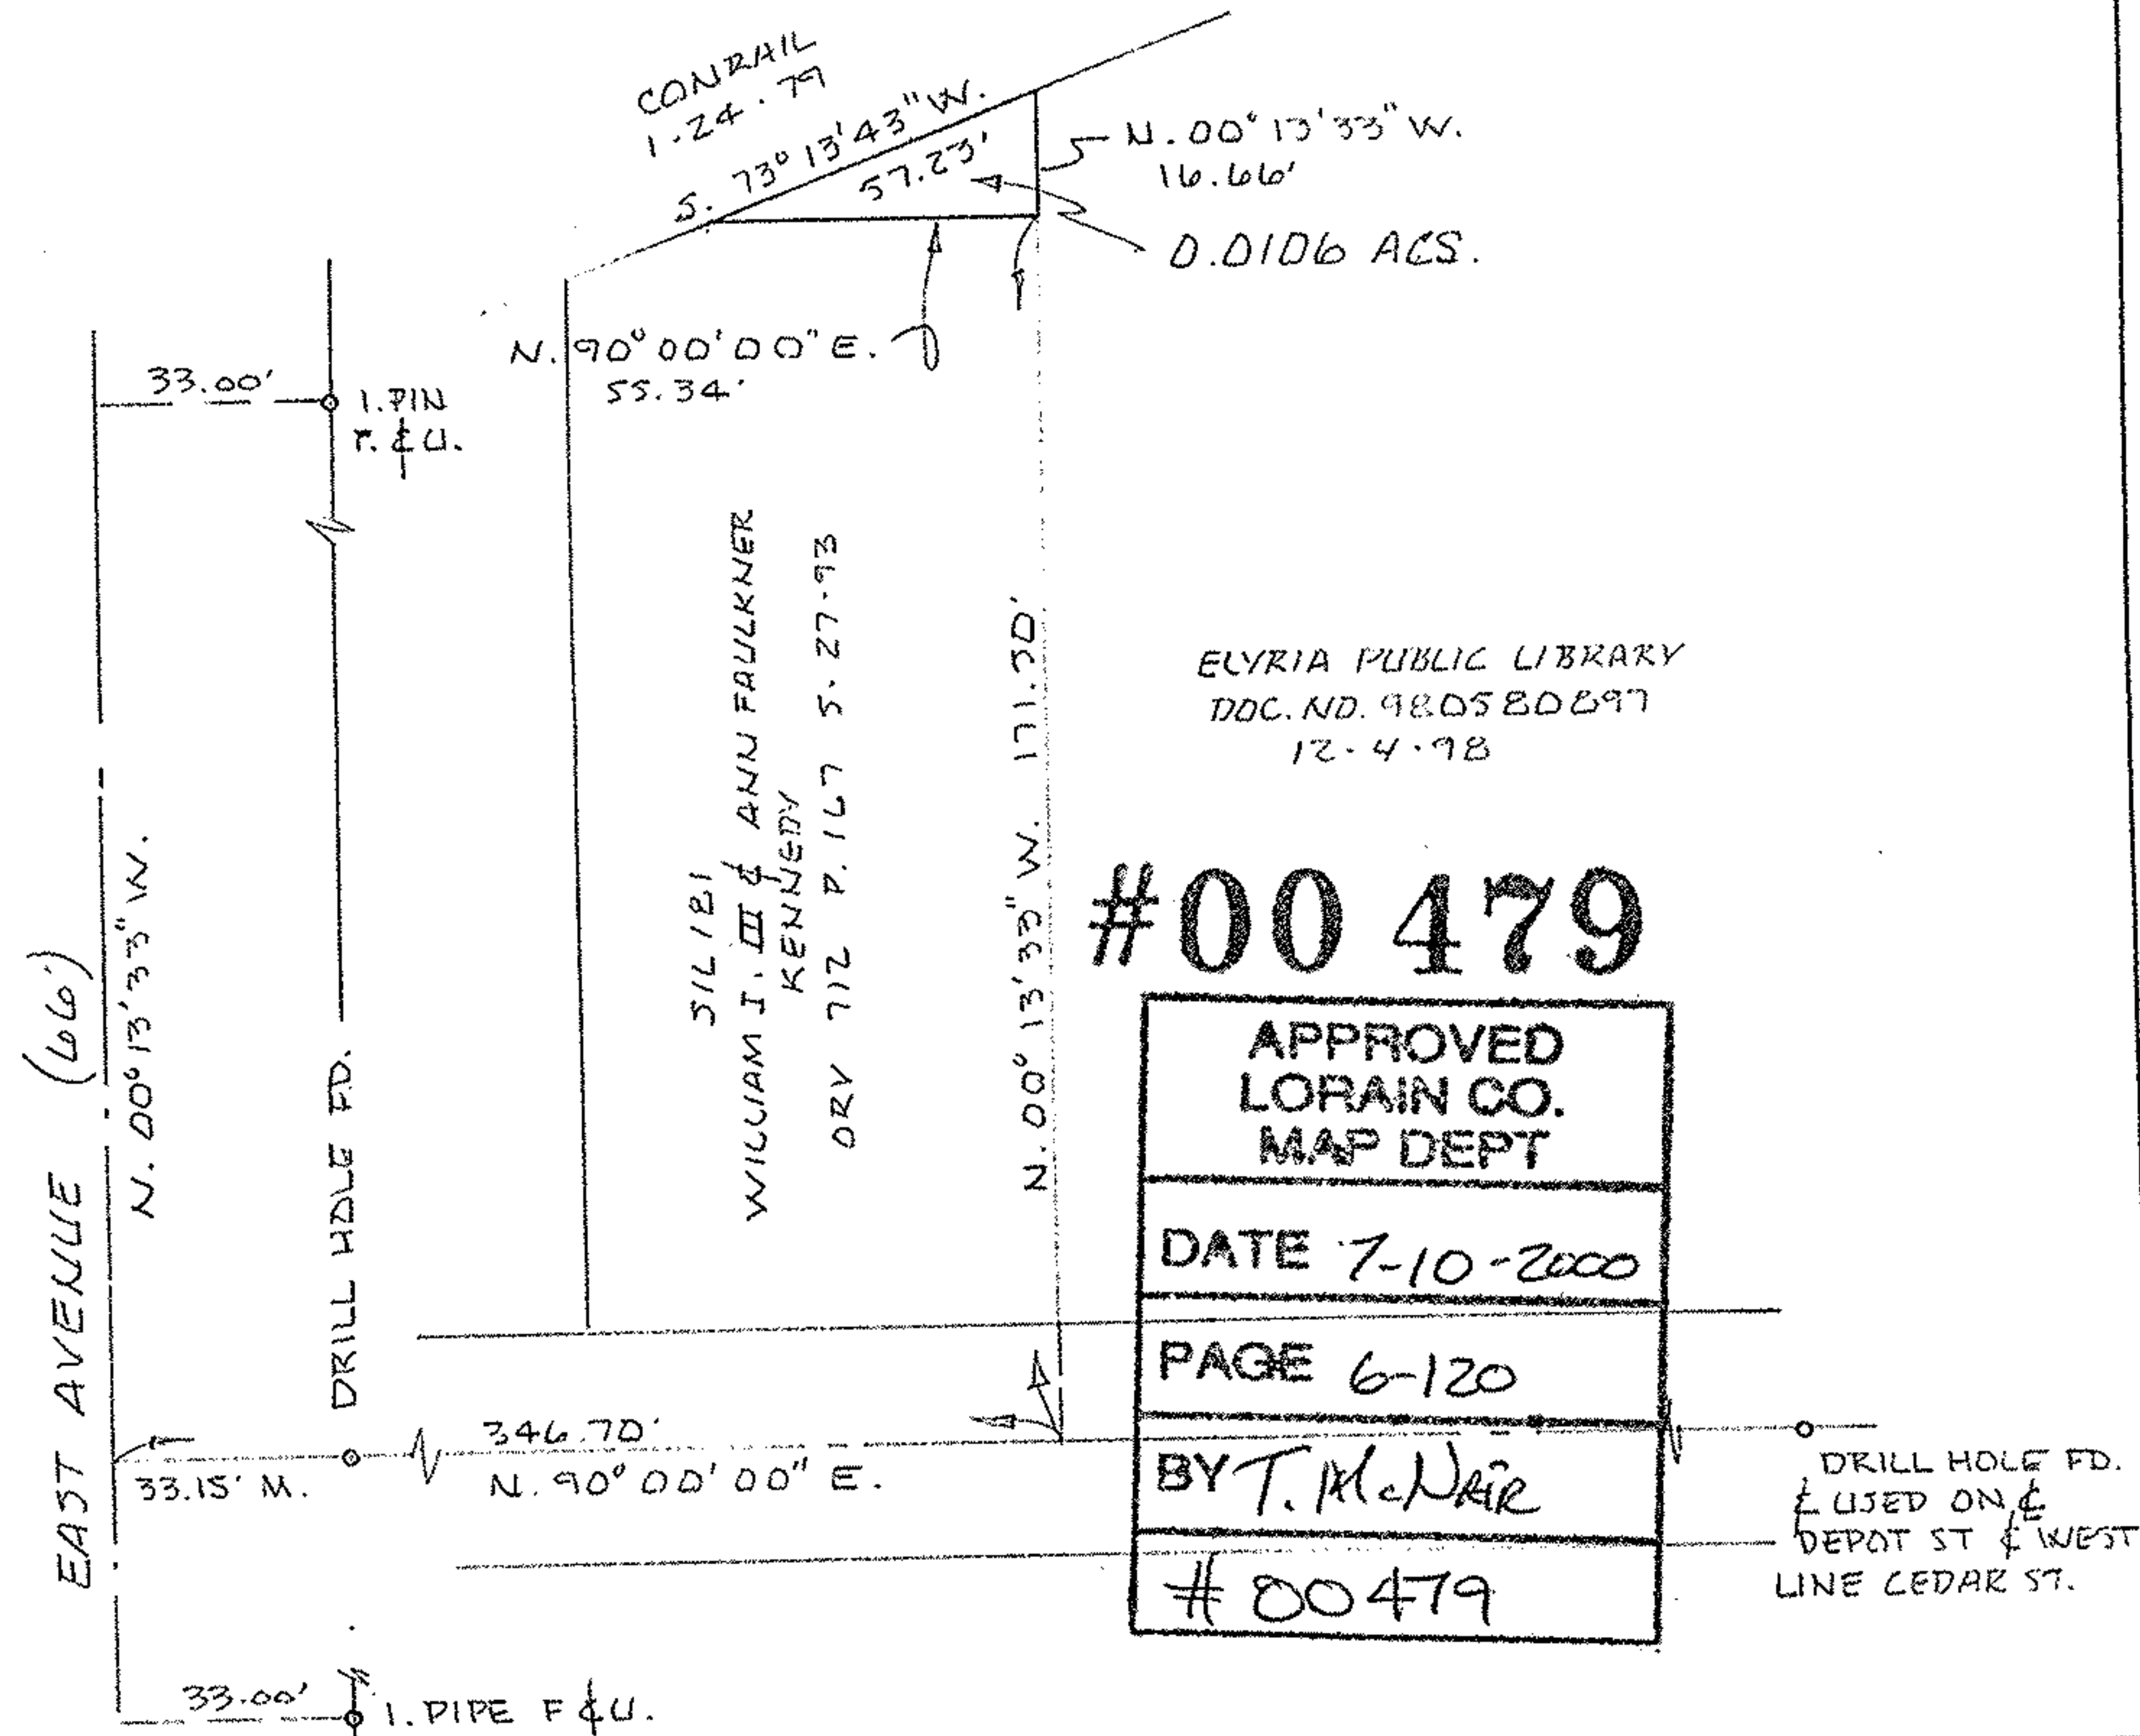 CONRAIL
1.24.79
S. 73° 13' 43" W.
57.23'
N. 00° 13' 33" W.
16.66'
0.0106 ACS.
N. 90° 00' 00" E.
55.34'
33.00'
1. PIN
F. & U.
WILLIAM J. III & ANN FAULKNER
KENNEDY
ORV 712 P. 167 5.27.93
N. 00° 13' 33" W. 171.50'
ELYRIA PUBLIC LIBRARY
DOC. NO. 980580897
12.4.98
#00 479
APPROVED
LORAIN CO.
MAP DEPT
DATE 7-10-2000
PAGE 6-120
BY T. McNAIR
# 00479
EAST AVENUE (66')
N. 00° 13' 33" W.
DRILL HOLE FD.
346.70'
33.15' M.
N. 90° 00' 00" E.
DRILL HOLE FD.
& USED ON ℄
DEPOT ST & WEST
LINE CEDAR ST.
33.00'
1. PIPE F & U.